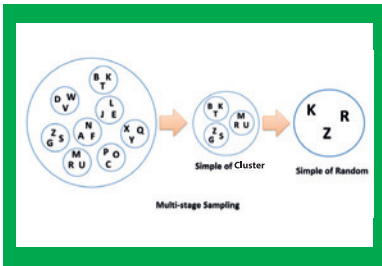 B K
T
D W
V
L
J E
Z
G S
N
A F
X Q
Y
M
R U
P O
C
B K
T
M
R U
Z
G S
K
R
Z
Simple of Cluster
Simple of Random
Multi-stage Sampling